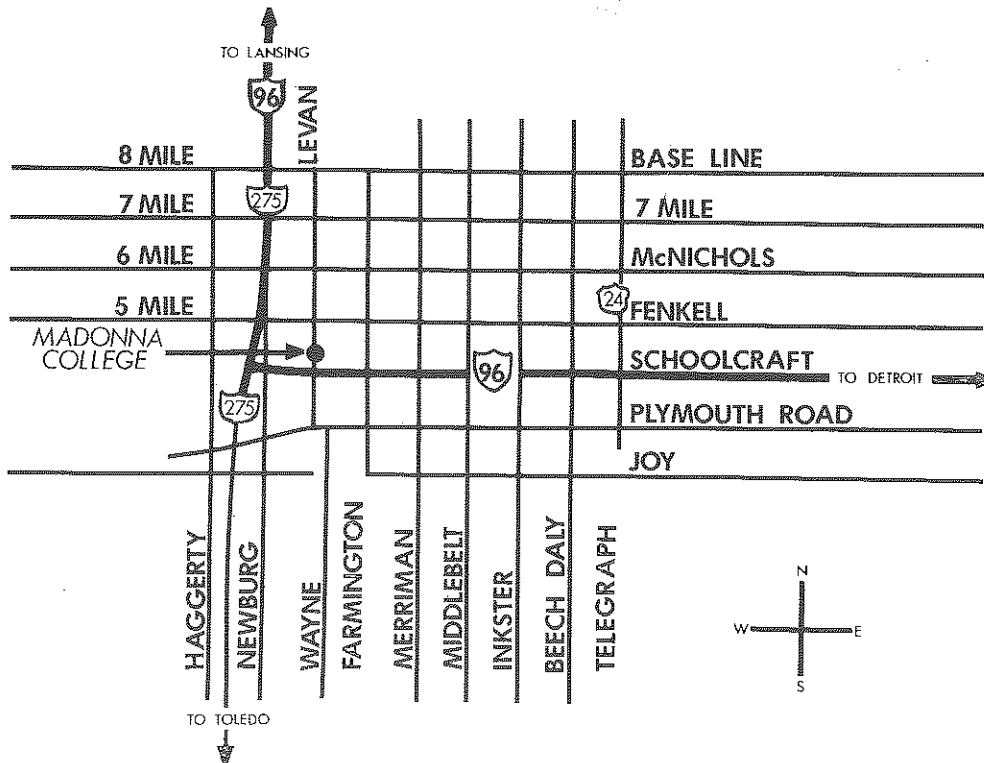 TO LANSING
96
LEVAN
8 MILE
BASE LINE
275
7 MILE
7 MILE
6 MILE
McNICHOLS
5 MILE
24
FENKELL
MADONNA
COLLEGE
SCHOOLCRAFT
96
TO DETROIT
275
PLYMOUTH ROAD
JOY
HAGGERTY
NEWBURG
WAYNE
FARMINGTON
MERRIMAN
MIDDLEBELT
INKSTER
BEECH DALY
TELEGRAPH
N
W
E
S
TO TOLEDO